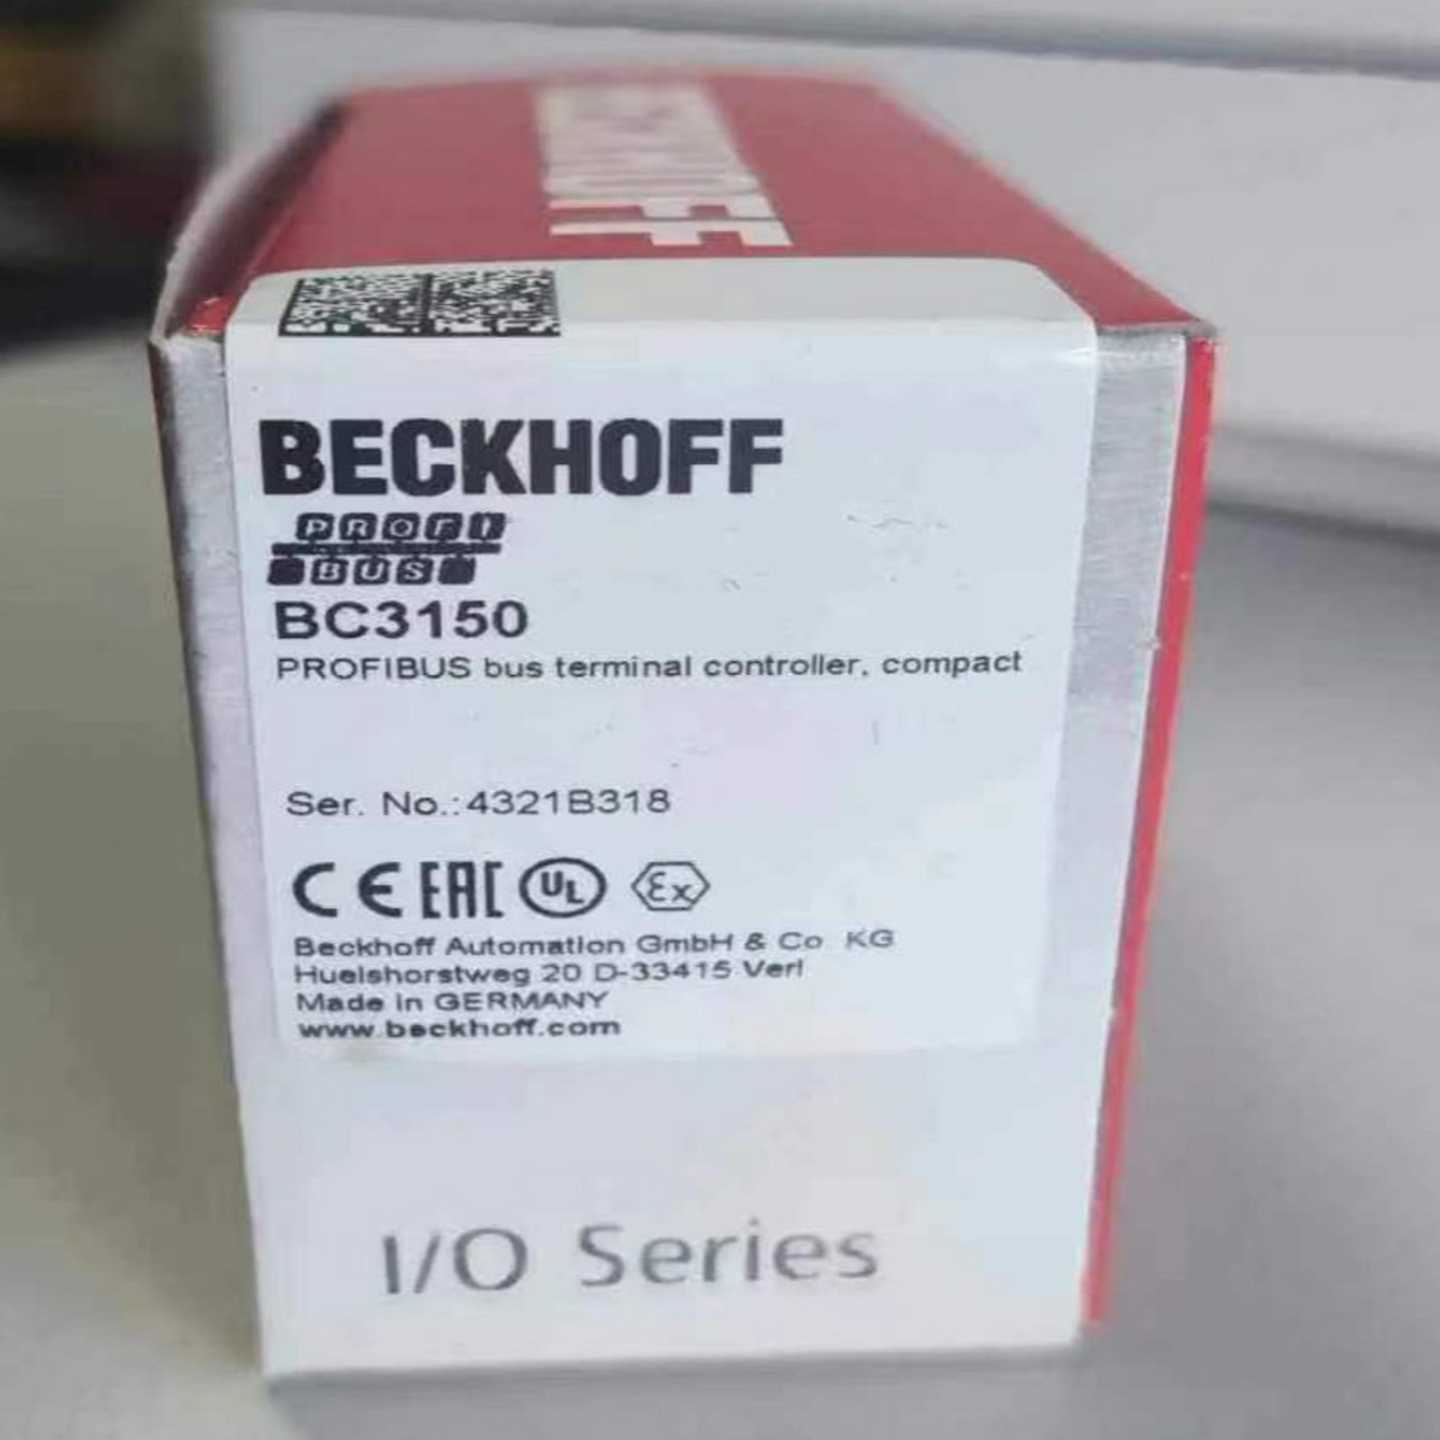 BECKHOFF
BECKHOFF
PROFI
BUS
BC3150
PROFIBUS bus terminal controller, compact
Ser. No.:4321B318
CE EAC UL Ex
Beckhoff Automation GmbH & Co. KG
Huelshorstweg 20 D-33415 Verl
Made in GERMANY
www.beckhoff.com
I/O Series